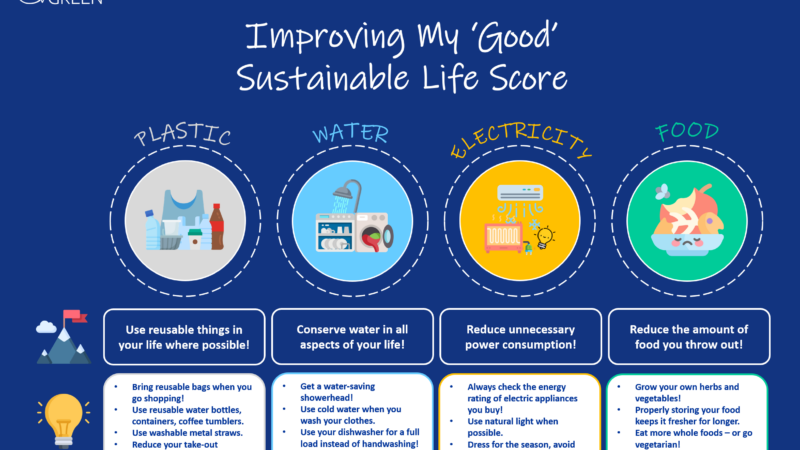 GREEN
Improving My ‘Good’
Sustainable Life Score
PLASTIC
WATER
ELECTRICITY
FOOD
Use reusable things in
your life where possible!
Conserve water in all
aspects of your life!
Reduce unnecessary
power consumption!
Reduce the amount of
food you throw out!
• Bring reusable bags when you
go shopping!
• Use reusable water bottles,
containers, coffee tumblers.
• Use washable metal straws.
• Reduce your take-out
• Get a water-saving
showerhead!
• Use cold water when you
wash your clothes.
• Use your dishwasher for a full
load instead of handwashing!
• Always check the energy
rating of electric appliances
you buy!
• Use natural light when
possible.
• Dress for the season, avoid
• Grow your own herbs and
vegetables!
• Properly storing your food
keeps it fresher for longer.
• Eat more whole foods – or go
vegetarian!